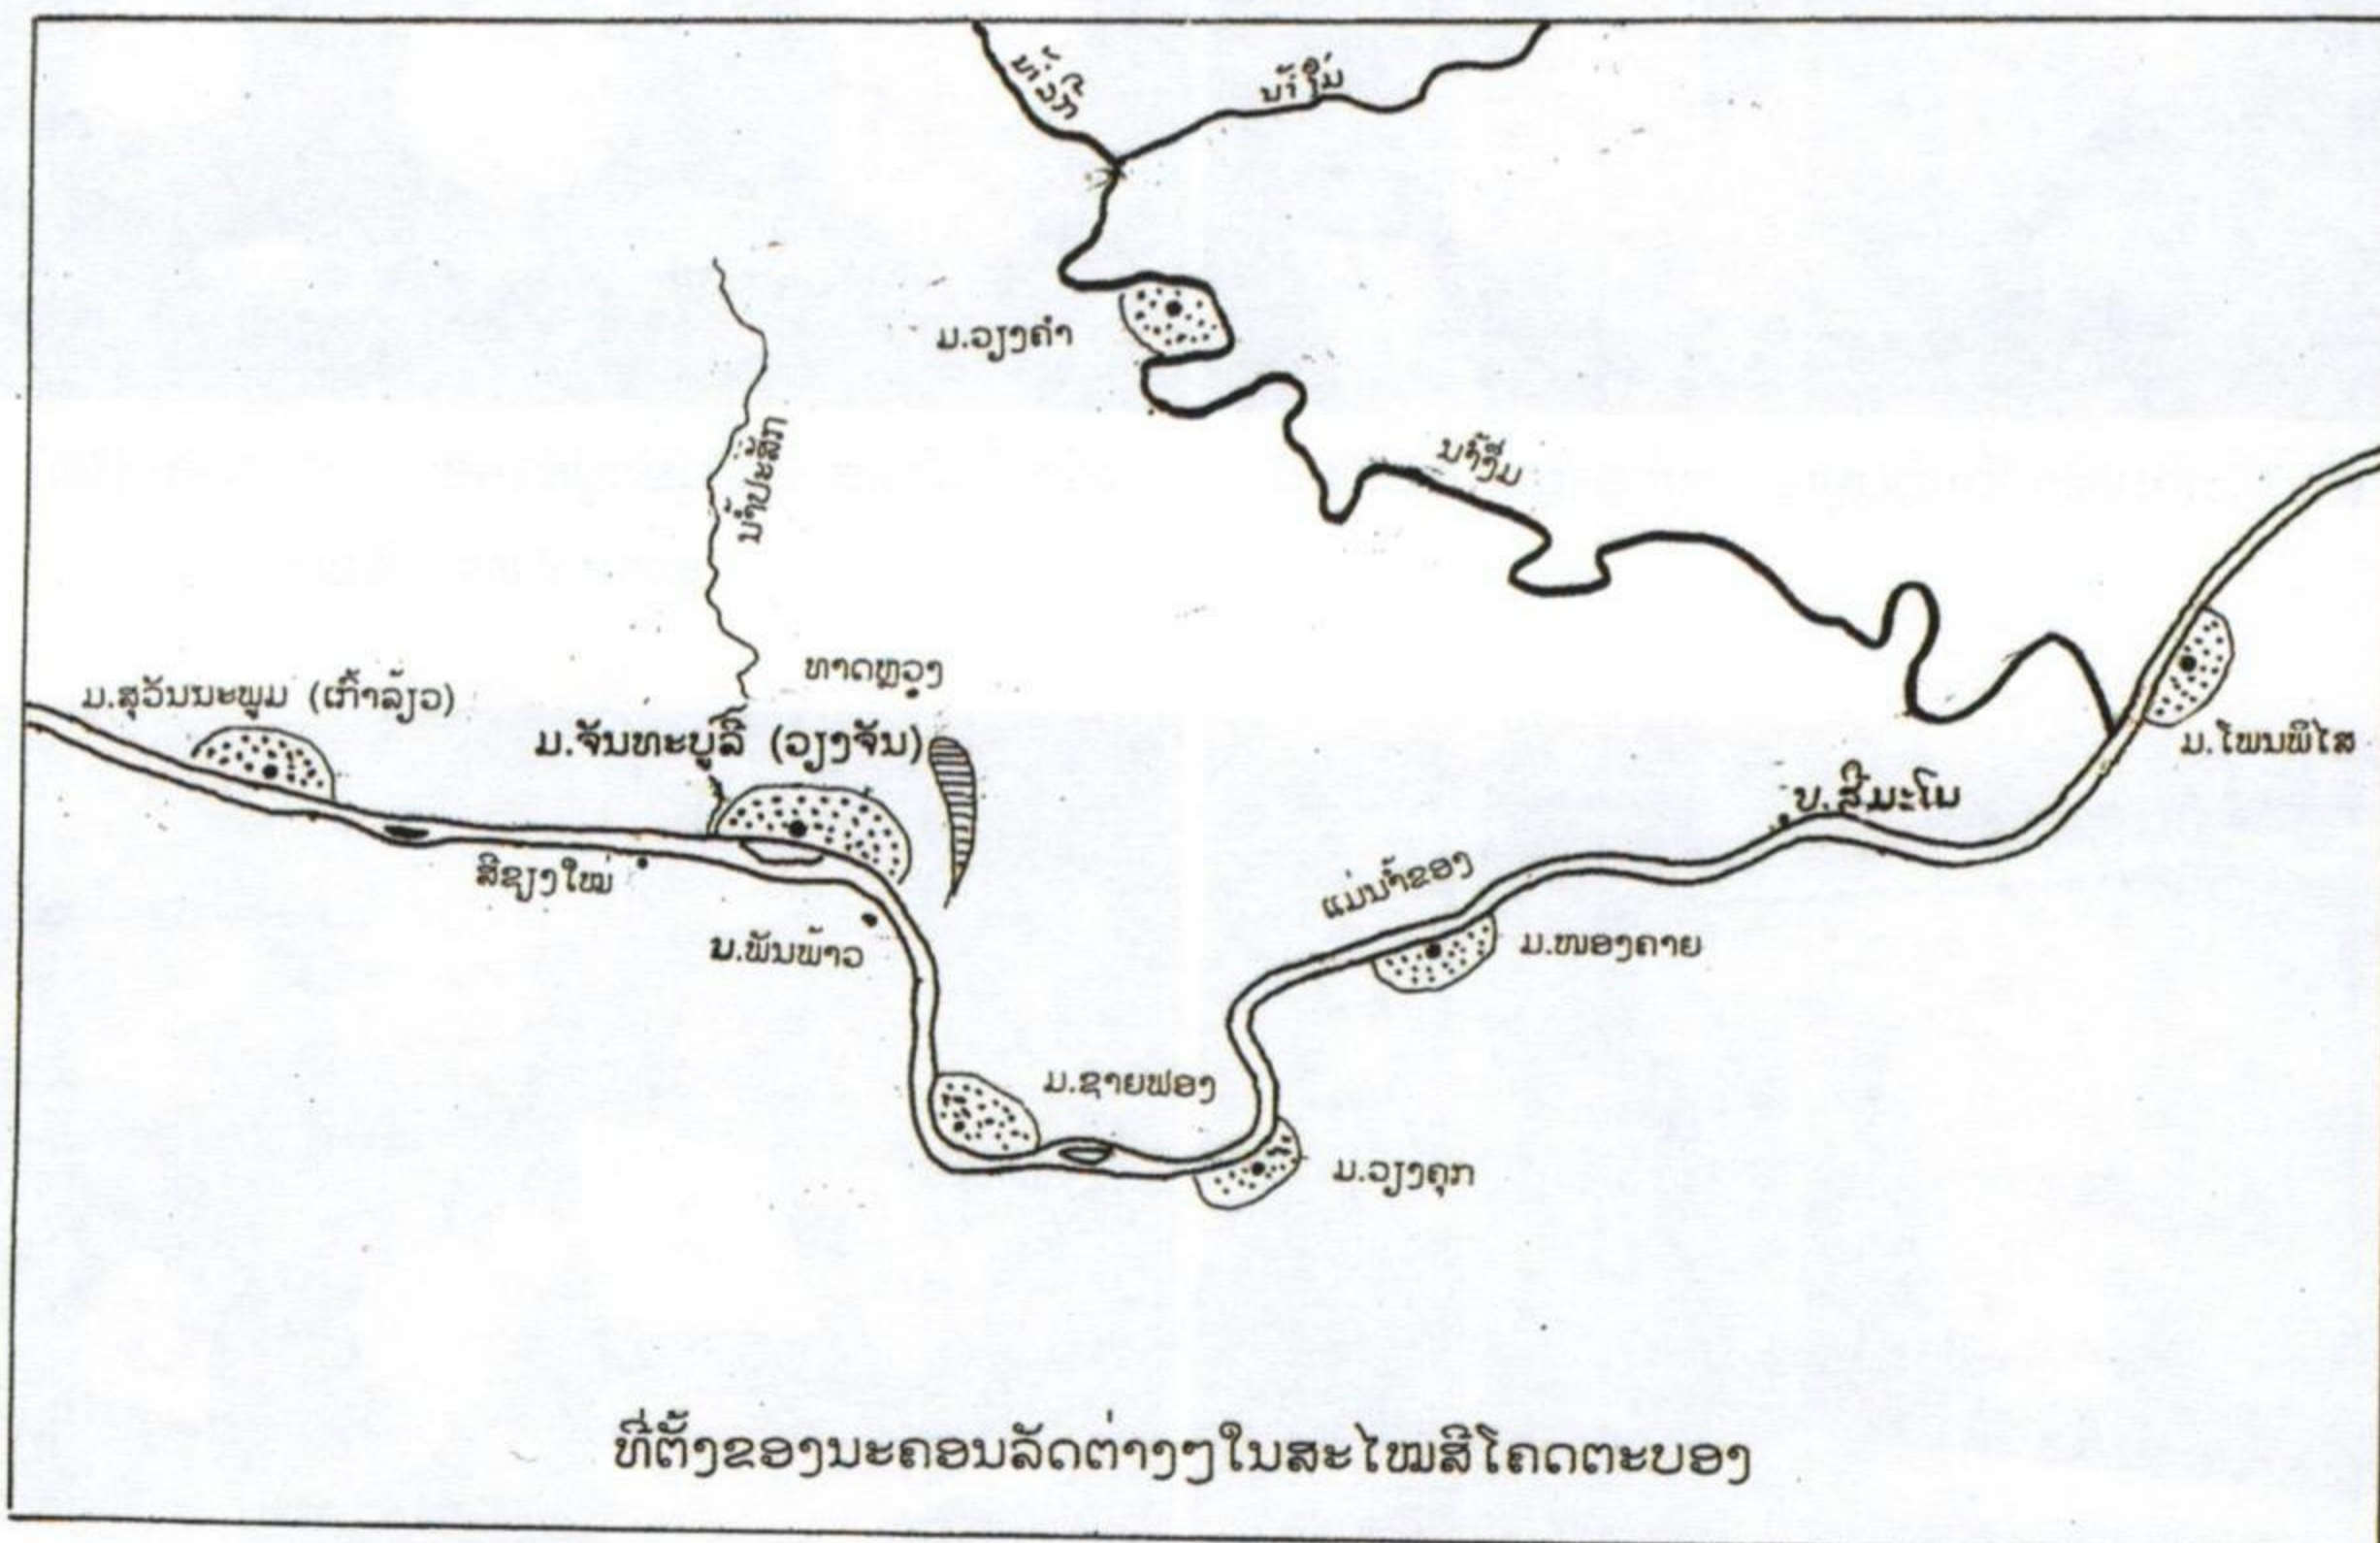 ນ້ຳລີກ
ນ້ຳງື່ມ
ມ.ວຽງຄຳ
ນ້ຳປະສັກ
ນ້ຳງື່ມ
ທາດຫຼວງ
ມ.ສຸວັນນະພູມ (ເກົ້າລ້ຽວ)
ມ.ຈັນທະບູລີ (ວຽງຈັນ)
ມ.ໂພນພິໄສ
ບ.ສີມະໂນ
ສີຊຽງໃໝ່
ແມ່ນ້ຳຂອງ
ບ.ພັນພ້າວ
ມ.ໜອງຄາຍ
ມ.ຊາຍຟອງ
ມ.ວຽງຄຸກ
ທີ່ຕັ້ງຂອງນະຄອນລັດຕ່າງໆໃນສະໄໝສີໂຄດຕະບອງ